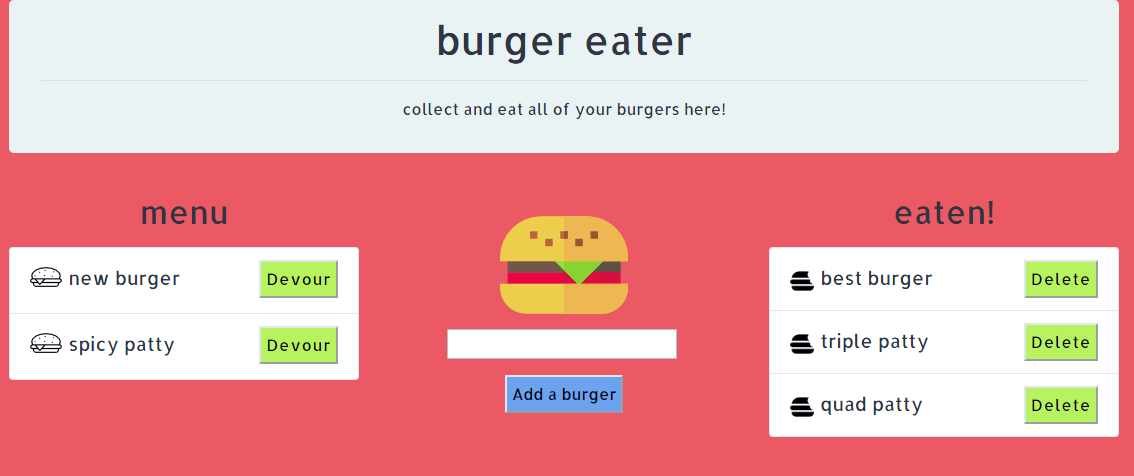 burger eater
collect and eat all of your burgers here!
menu
new burger Devour
spicy patty Devour
Add a burger
eaten!
best burger Delete
triple patty Delete
quad patty Delete